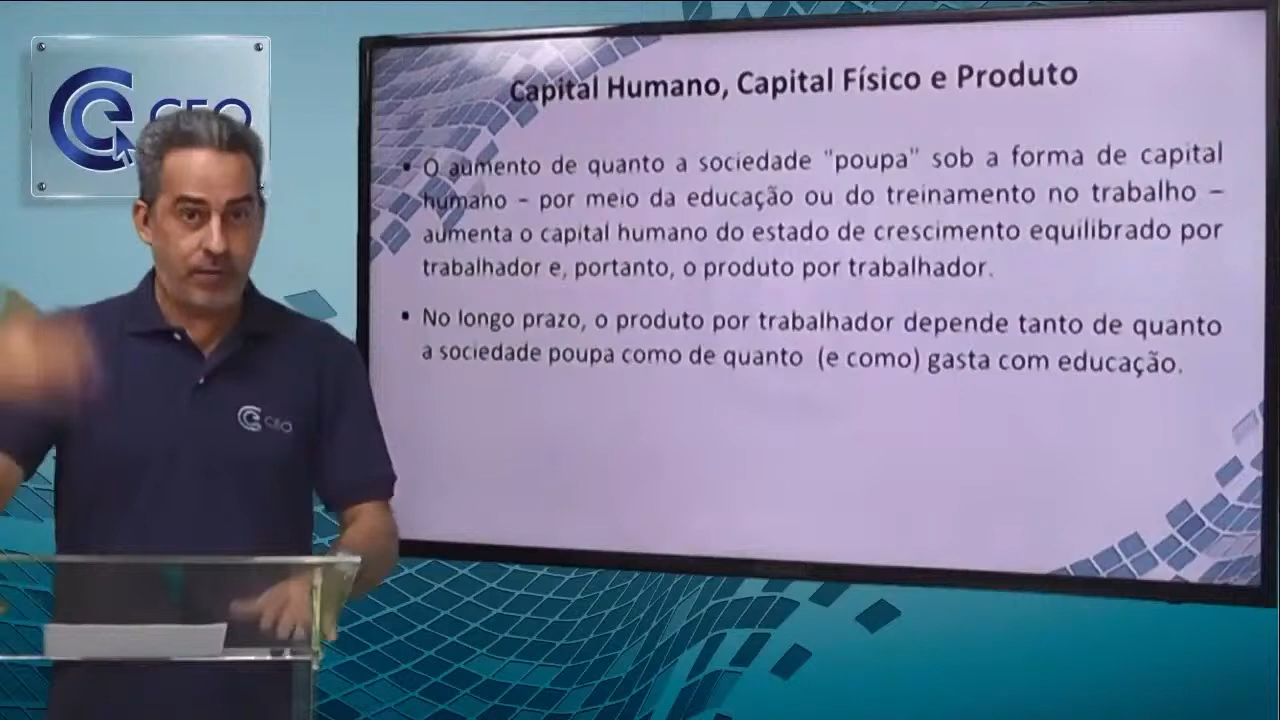 CEO
Capital Humano, Capital Físico e Produto
• O aumento de quanto a sociedade "poupa" sob a forma de capital
humano – por meio da educação ou do treinamento no trabalho –
aumenta o capital humano do estado de crescimento equilibrado por
trabalhador e, portanto, o produto por trabalhador.
• No longo prazo, o produto por trabalhador depende tanto de quanto
a sociedade poupa como de quanto (e como) gasta com educação.
CEO